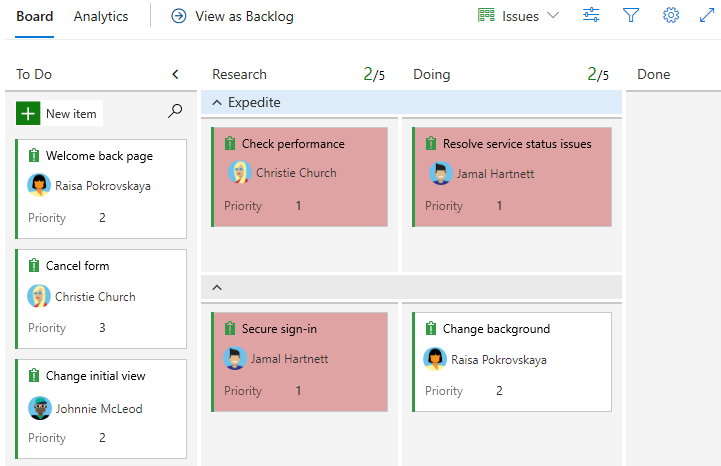 Board Analytics View as Backlog Issues
To Do Research 2/5 Doing 2/5 Done
New item
Welcome back page
Raisa Pokrovskaya
Priority 2
Cancel form
Christie Church
Priority 3
Change initial view
Johnnie McLeod
Priority 2
Expedite
Check performance
Christie Church
Priority 1
Resolve service status issues
Jamal Hartnett
Priority 1
Secure sign-in
Jamal Hartnett
Priority 1
Change background
Raisa Pokrovskaya
Priority 2